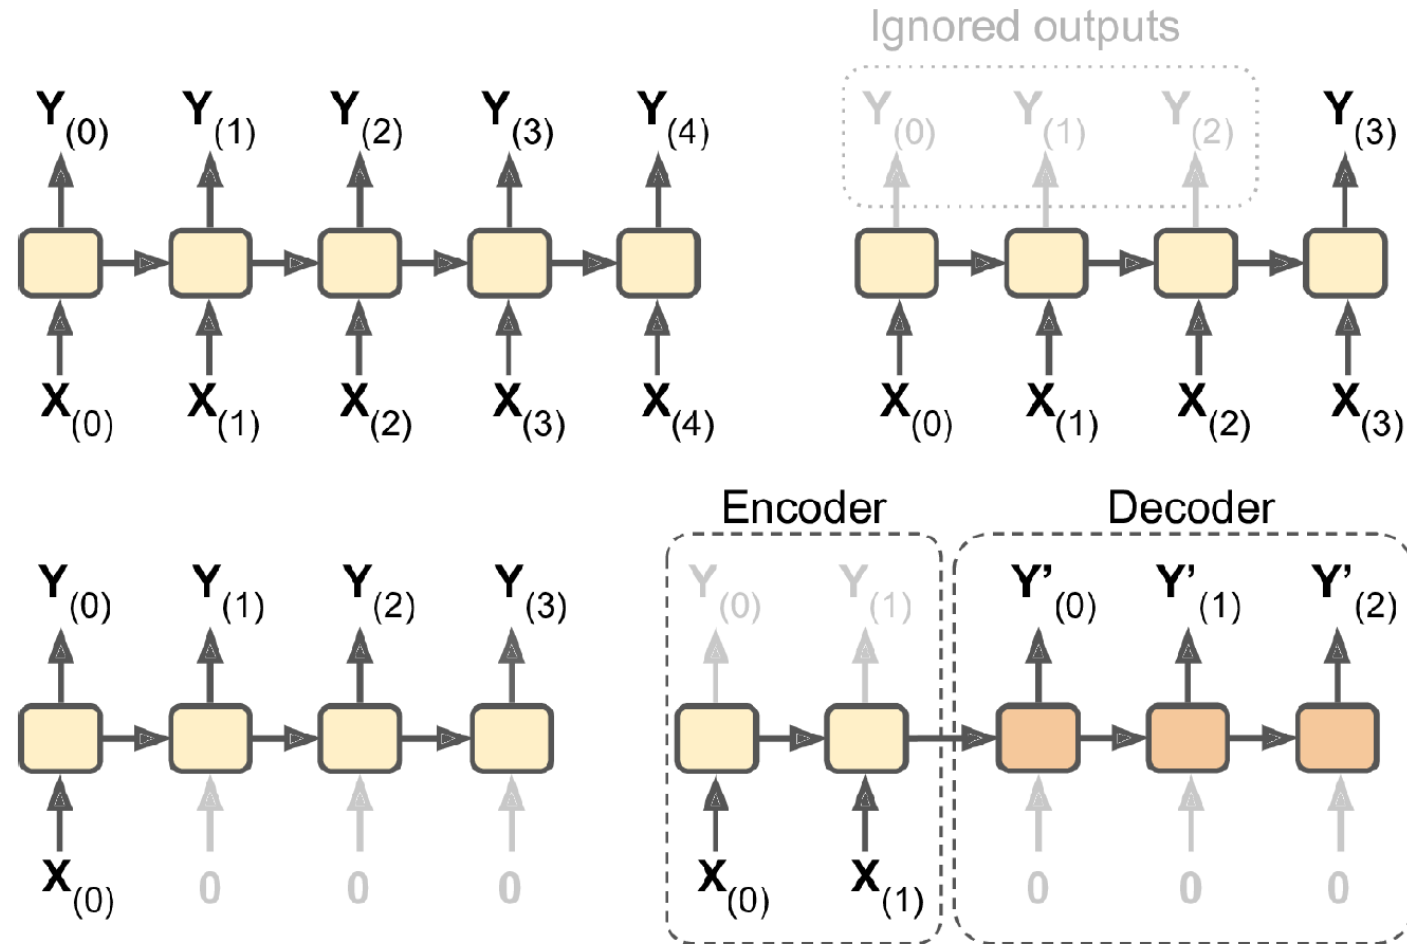 Ignored outputs
Y(0) Y(1) Y(2) Y(3) Y(4)
Y(0) Y(1) Y(2) Y(3)
X(0) X(1) X(2) X(3) X(4)
X(0) X(1) X(2) X(3)
Encoder Decoder
Y(0) Y(1) Y(2) Y(3)
Y(0) Y(1) Y’(0) Y’(1) Y’(2)
X(0) 0 0 0
X(0) X(1) 0 0 0